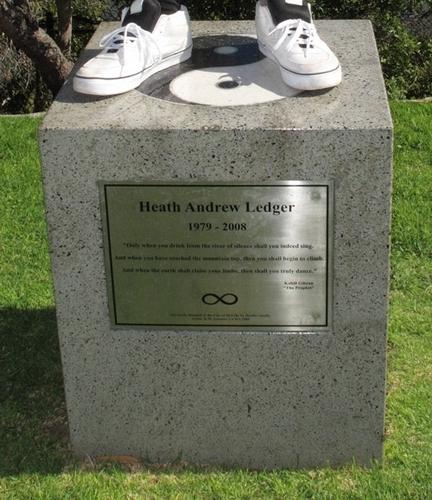 Heath Andrew Ledger
1979 - 2008
"Only when you drink from the river of silence shall you indeed sing.
And when you have reached the mountain top, then you shall begin to climb.
And when the earth shall claim your limbs, then shall you truly dance."
Kahlil Gibran
"The Prophet"